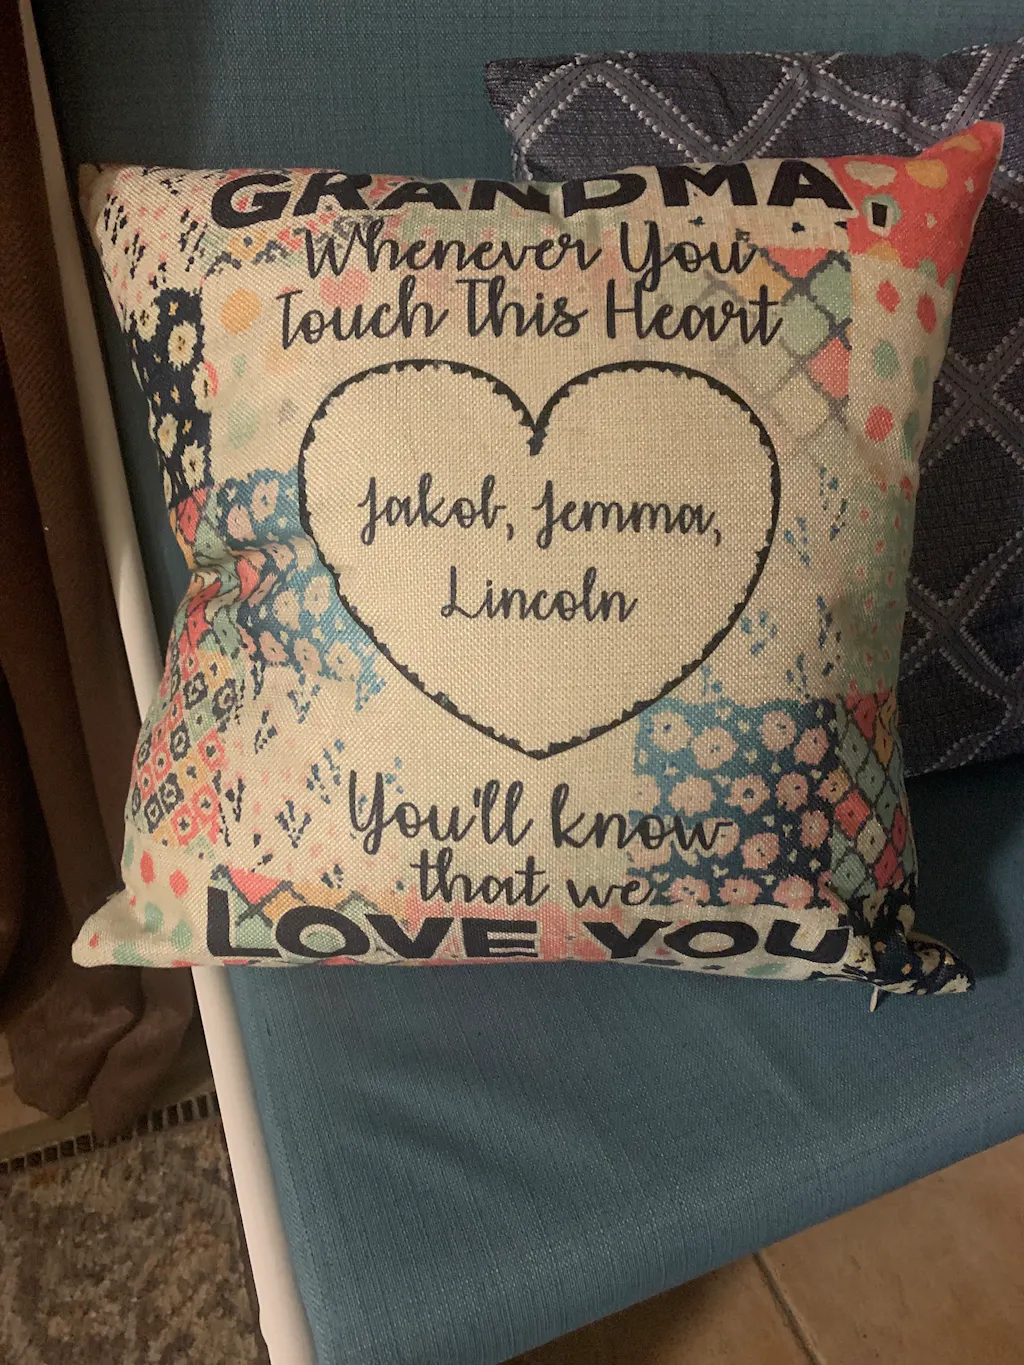 GRANDMA,
Whenever You
Touch This Heart
Jakob, Jemma,
Lincoln
You'll know
that we
LOVE YOU